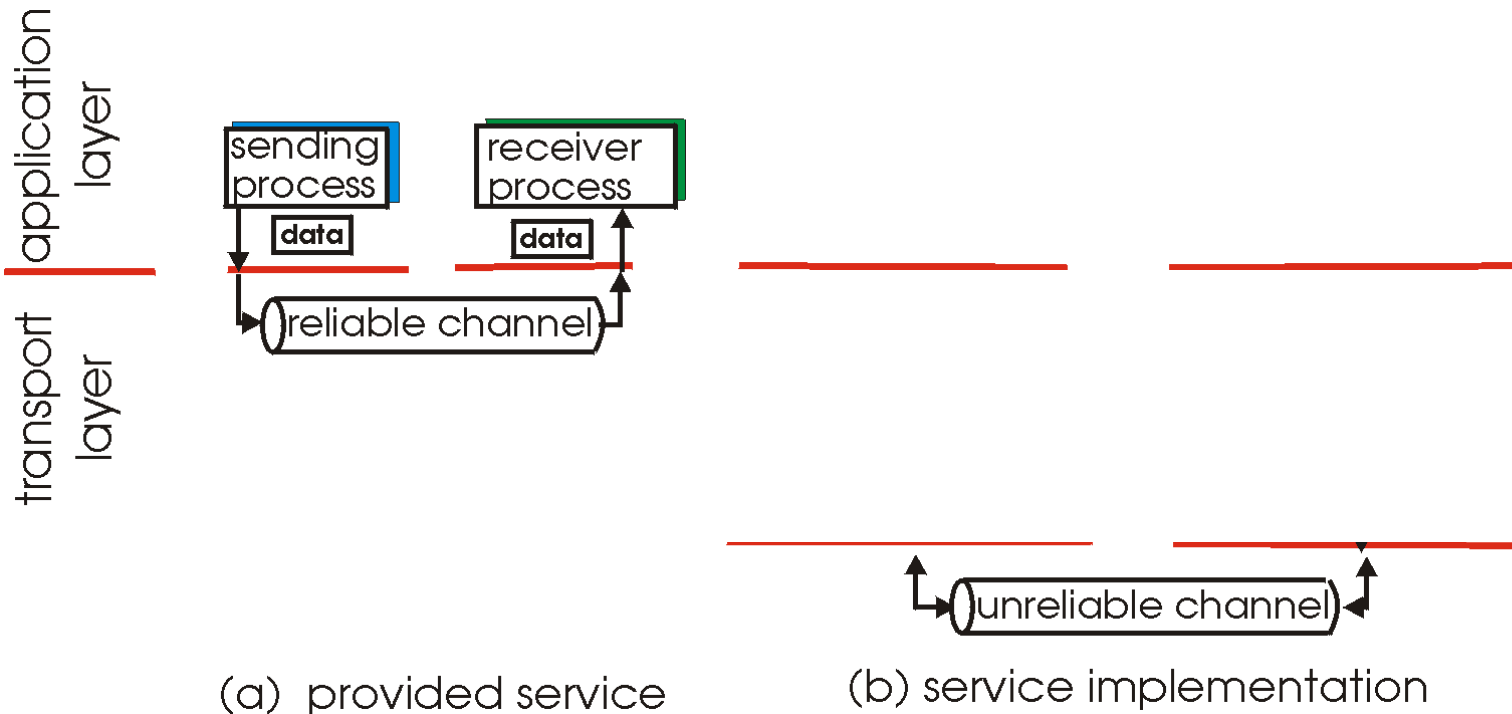 application
layer
transport
layer
sending
process
data
receiver
process
data
reliable channel
unreliable channel
(a) provided service
(b) service implementation